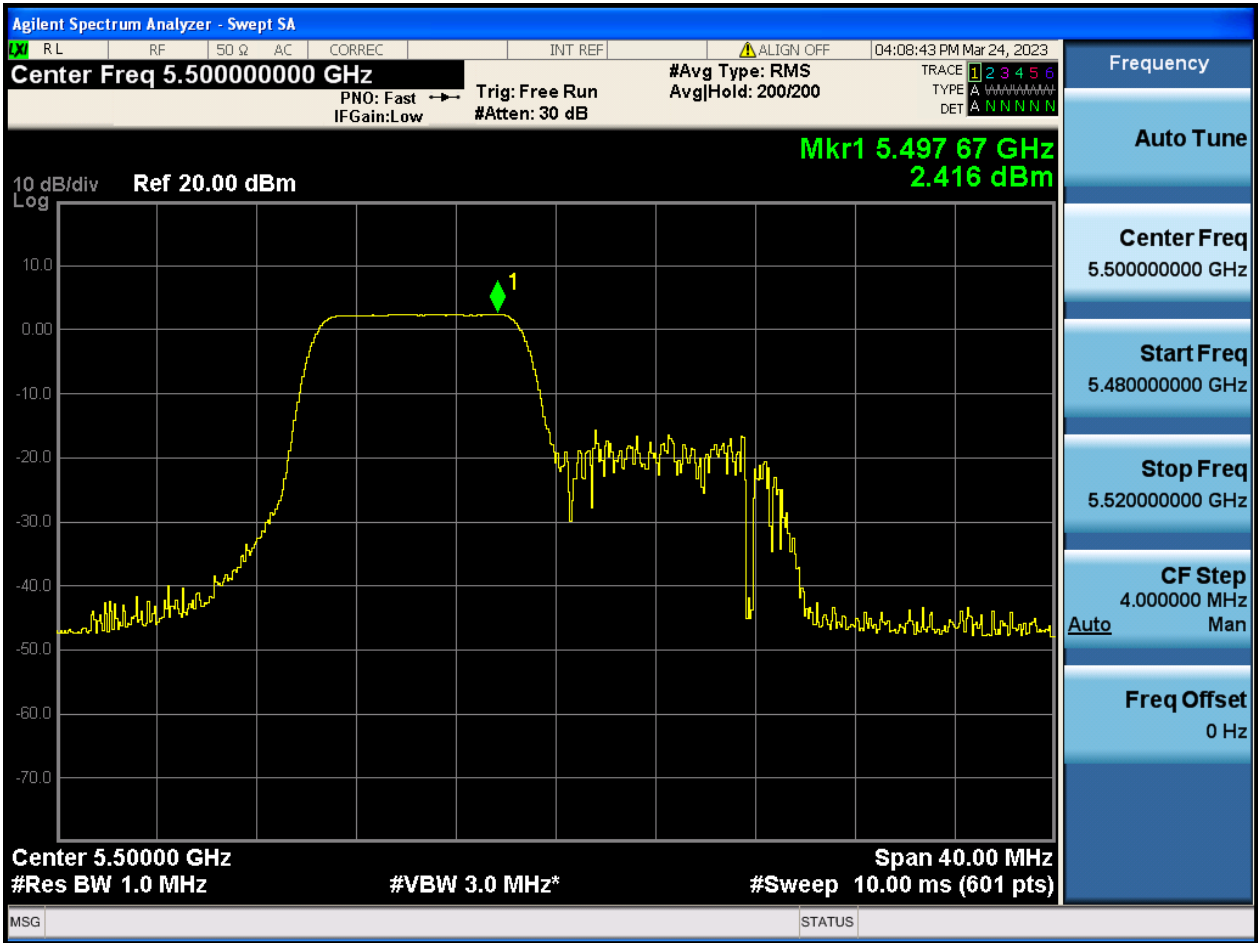 Agilent Spectrum Analyzer - Swept SA
LXI RL RF 50 Ω AC CORREC INT REF ALIGN OFF 04:08:43 PM Mar 24, 2023
Center Freq 5.500000000 GHz
PNO: Fast
IFGain:Low
Trig: Free Run
#Atten: 30 dB
#Avg Type: RMS
Avg|Hold: 200/200
TRACE 1 2 3 4 5 6
TYPE A WWWWW
DET A N N N N N
Mkr1 5.497 67 GHz
2.416 dBm
10 dB/div Ref 20.00 dBm
Log
10.0
1
0.00
-10.0
-20.0
-30.0
-40.0
-50.0
-60.0
-70.0
Center 5.50000 GHz Span 40.00 MHz
#Res BW 1.0 MHz #VBW 3.0 MHz* #Sweep 10.00 ms (601 pts)
MSG STATUS
Frequency
Auto Tune
Center Freq
5.500000000 GHz
Start Freq
5.480000000 GHz
Stop Freq
5.520000000 GHz
CF Step
4.000000 MHz
Auto Man
Freq Offset
0 Hz